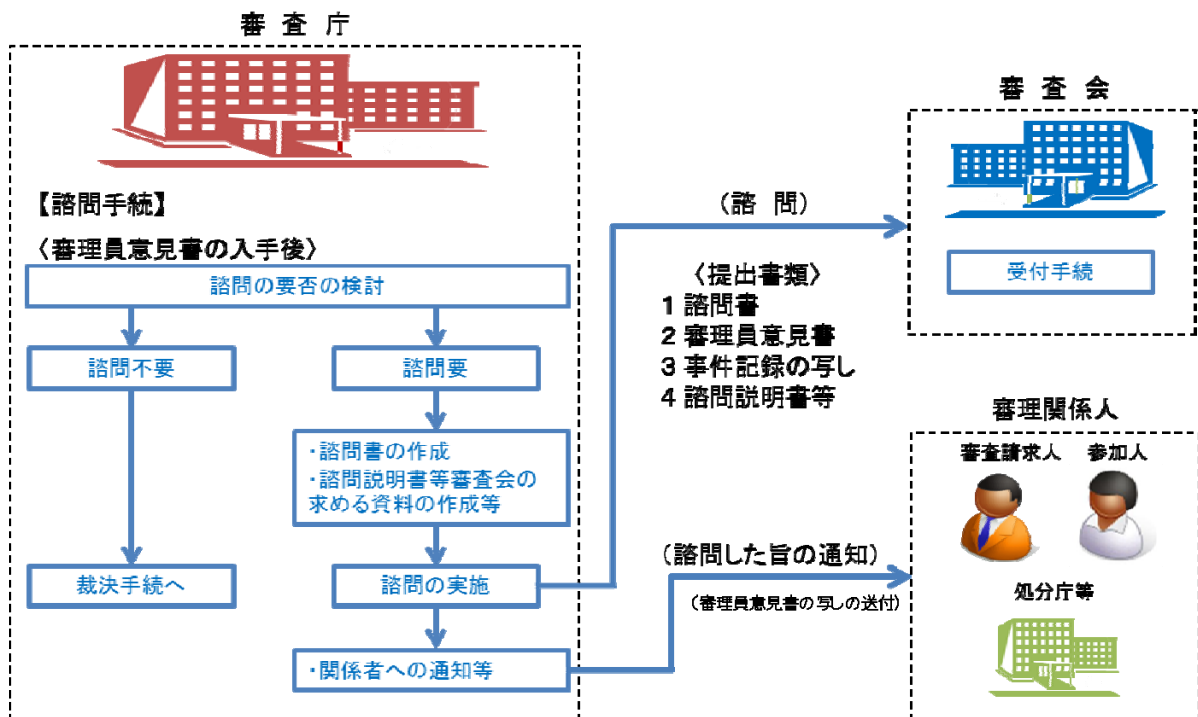 審 査 庁
【諮問手続】
〈審理員意見書の入手後〉
諮問の要否の検討
諮問不要
諮問要
・諮問書の作成
・諮問説明書等審査会の
求める資料の作成等
裁決手続へ
諮問の実施
・関係者への通知等
(諮 問)
〈提出書類〉
1 諮問書
2 審理員意見書
3 事件記録の写し
4 諮問説明書等
(諮問した旨の通知)
(審理員意見書の写しの送付)
審 査 会
受付手続
審理関係人
審査請求人
参加人
処分庁等